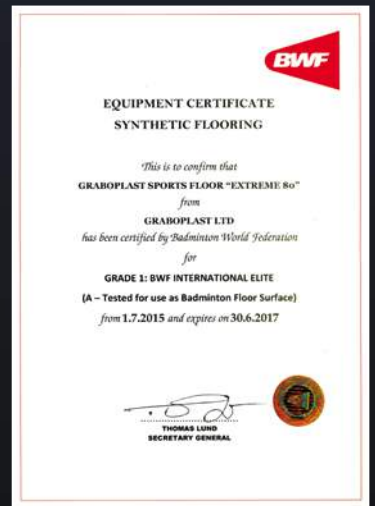 BWF
EQUIPMENT CERTIFICATE
SYNTHETIC FLOORING
This is to confirm that
GRABOPLAST SPORTS FLOOR “EXTREME 80”
from
GRABOPLAST LTD
has been certified by Badminton World Federation
for
GRADE 1: BWF INTERNATIONAL ELITE
(A – Tested for use as Badminton Floor Surface)
from 1.7.2015 and expires on 30.6.2017
THOMAS LUND
SECRETARY GENERAL